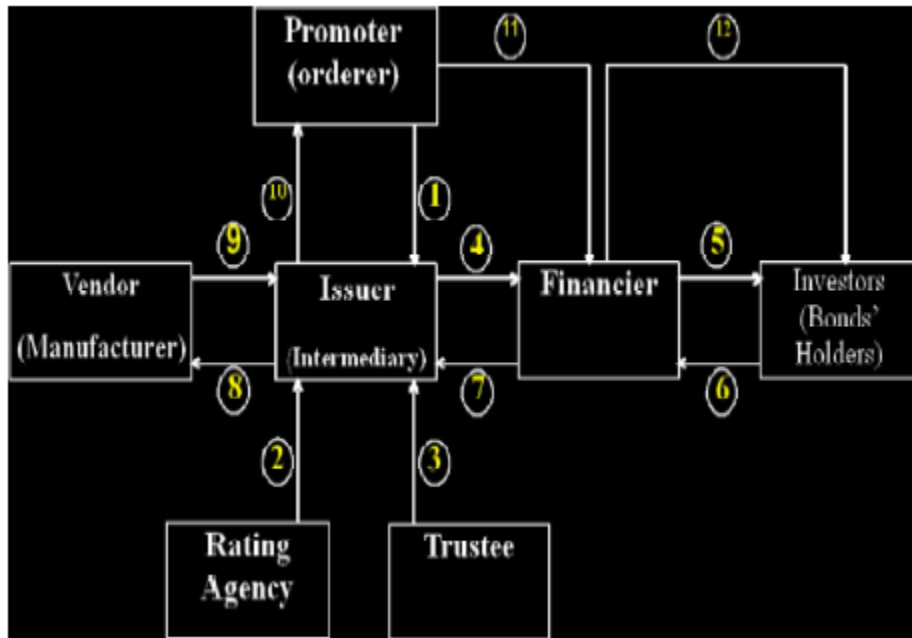 Promoter
(orderer)
11
12
10
1
9
4
5
Vendor
(Manufacturer)
Issuer
(Intermediary)
Financier
Investors
(Bonds'
Holders)
8
7
6
2
3
Rating
Agency
Trustee